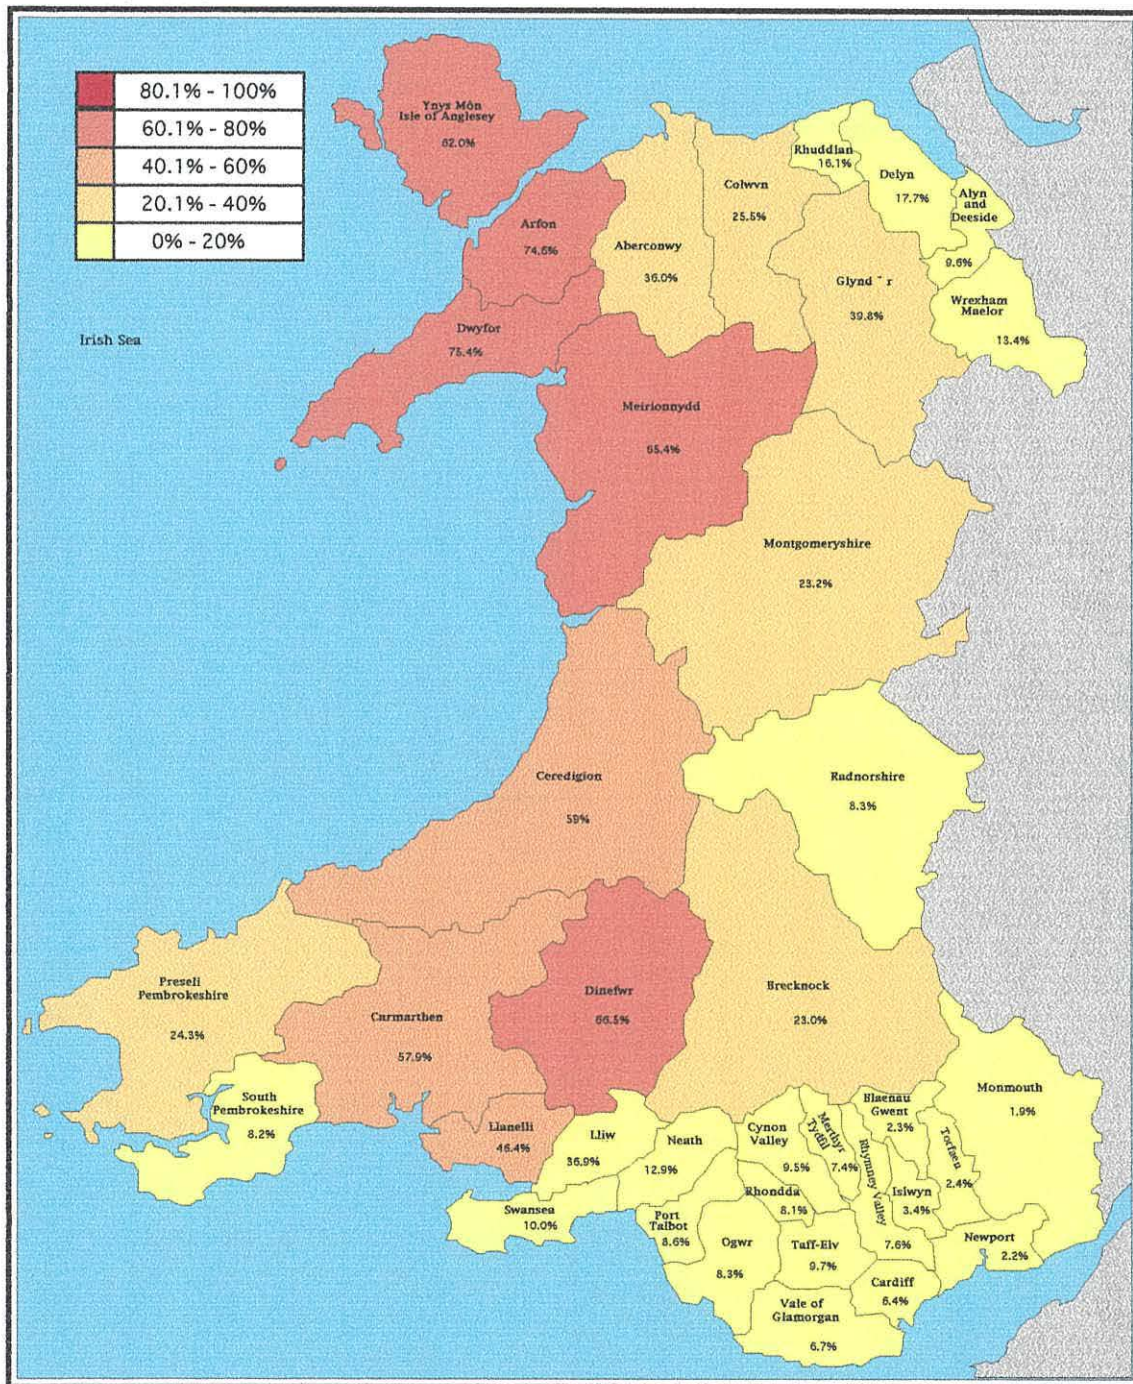 80.1% - 100%
60.1% - 80%
40.1% - 60%
20.1% - 40%
0% - 20%
Irish Sea
Ynys Môn
Isle of Anglesey
62.0%
Arfon
74.6%
Dwyfor
75.4%
Aberconwy
36.0%
Colwvn
25.5%
Rhuddlan
16.1%
Delyn
17.7%
Alyn
and
Deeside
9.6%
Wrexham
Maelor
13.4%
Glynd ˆ r
39.8%
Meirionnydd
65.4%
Montgomeryshire
23.2%
Ceredigion
59%
Radnorshire
8.3%
Preseli
Pembrokeshire
24.3%
South
Pembrokeshire
8.2%
Carmarthen
57.9%
Dinefwr
66.5%
Brecknock
23.0%
Llanelli
46.4%
Lliw
36.9%
Neath
12.9%
Cynon
Valley
9.5%
Merthyr
Tydfil
7.4%
Rhymney Valley
7.6%
Blaenau
Gwent
2.3%
Torfaen
2.4%
Monmouth
1.9%
Islwyn
3.4%
Newport
2.2%
Swansea
10.0%
Port
Talbot
8.6%
Ogwr
8.3%
Rhondda
8.1%
Taff-Elv
9.7%
Cardiff
6.4%
Vale of
Glamorgan
6.7%